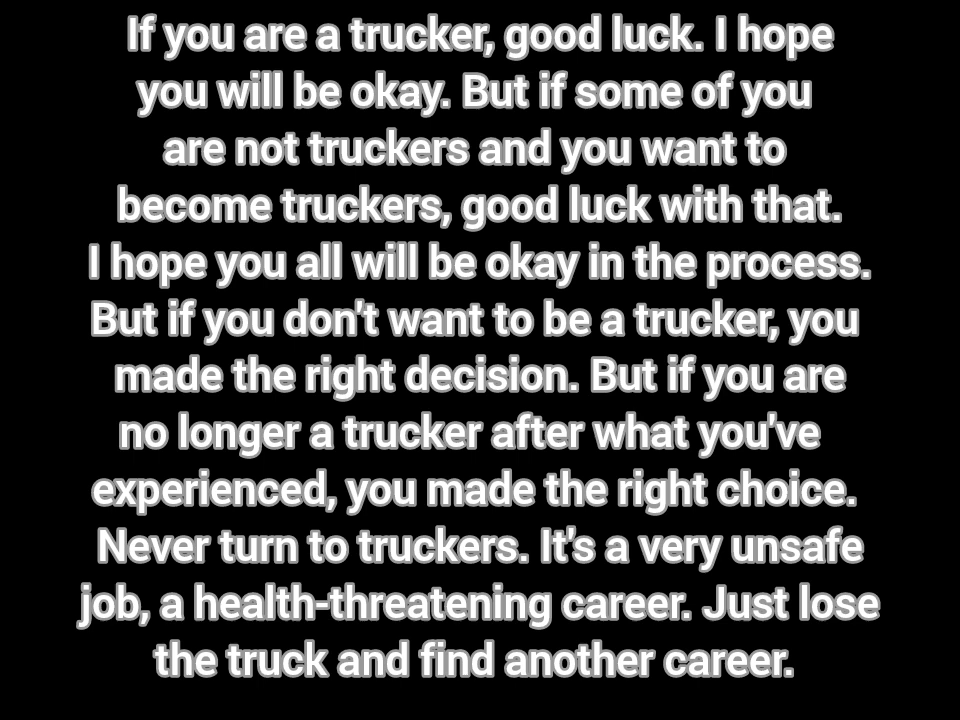 If you are a trucker, good luck. I hope
you will be okay. But if some of you
are not truckers and you want to
become truckers, good luck with that.
I hope you all will be okay in the process.
But if you don't want to be a trucker, you
made the right decision. But if you are
no longer a trucker after what you've
experienced, you made the right choice.
Never turn to truckers. It's a very unsafe
job, a health-threatening career. Just lose
the truck and find another career.